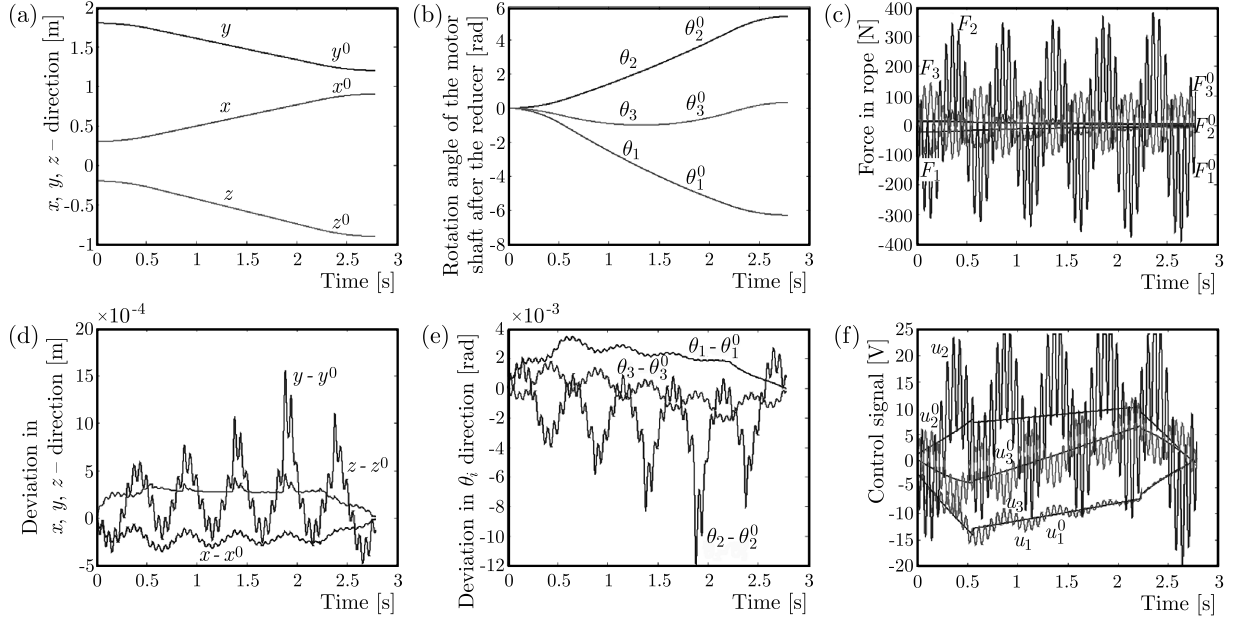 (a)
x, y, z – direction [m]
2
1.5
1
0.5
0
-0.5
-1
y
y⁰
x
x⁰
z
z⁰
0 0.5 1 1.5 2 2.5 3
Time [s]
(b)
Rotation angle of the motor
shaft after the reducer [rad]
6
4
2
0
-2
-4
-6
8
θ₂
θ₂⁰
θ₃
θ₃⁰
θ₁
θ₁⁰
0 0.5 1 1.5 2 2.5 3
Time [s]
(c)
Force in rope [N]
400
300
200
100
0
-100
-200
-300
-400
F₂
F₃
F₁
F₃⁰
F₂⁰
F₁⁰
0 0.5 1 1.5 2 2.5 3
Time [s]
(d)
×10⁻⁴
Deviation in
x, y, z – direction [m]
20
15
10
5
0
-5
y - y⁰
z - z⁰
x - x⁰
0 0.5 1 1.5 2 2.5 3
Time [s]
(e)
×10⁻³
Deviation in θᵢ direction [rad]
4
2
0
-2
-4
-6
-8
-10
-12
θ₁ - θ₁⁰
θ₃ - θ₃⁰
θ₂ - θ₂⁰
0 0.5 1 1.5 2 2.5 3
Time [s]
(f)
Control signal [V]
25
20
15
10
5
0
-5
-10
-15
-20
u₂
u₂⁰
u₃⁰
u₃
u₁
u₁⁰
0 0.5 1 1.5 2 2.5 3
Time [s]